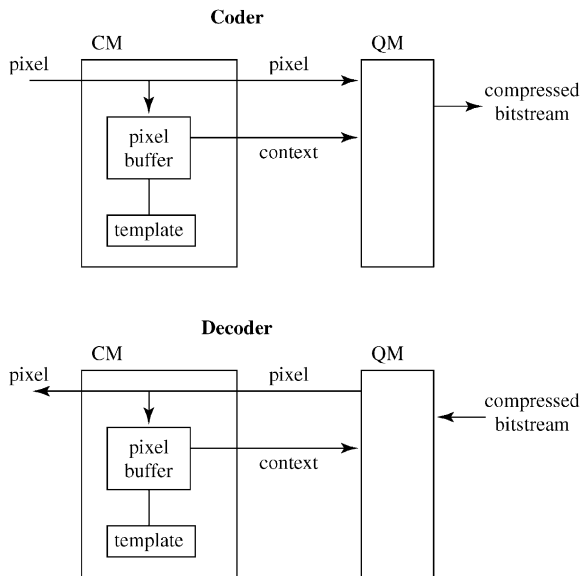 Coder
CM
QM
pixel
pixel
compressed
bitstream
pixel
buffer
context
template
Decoder
CM
QM
pixel
pixel
compressed
bitstream
pixel
buffer
context
template